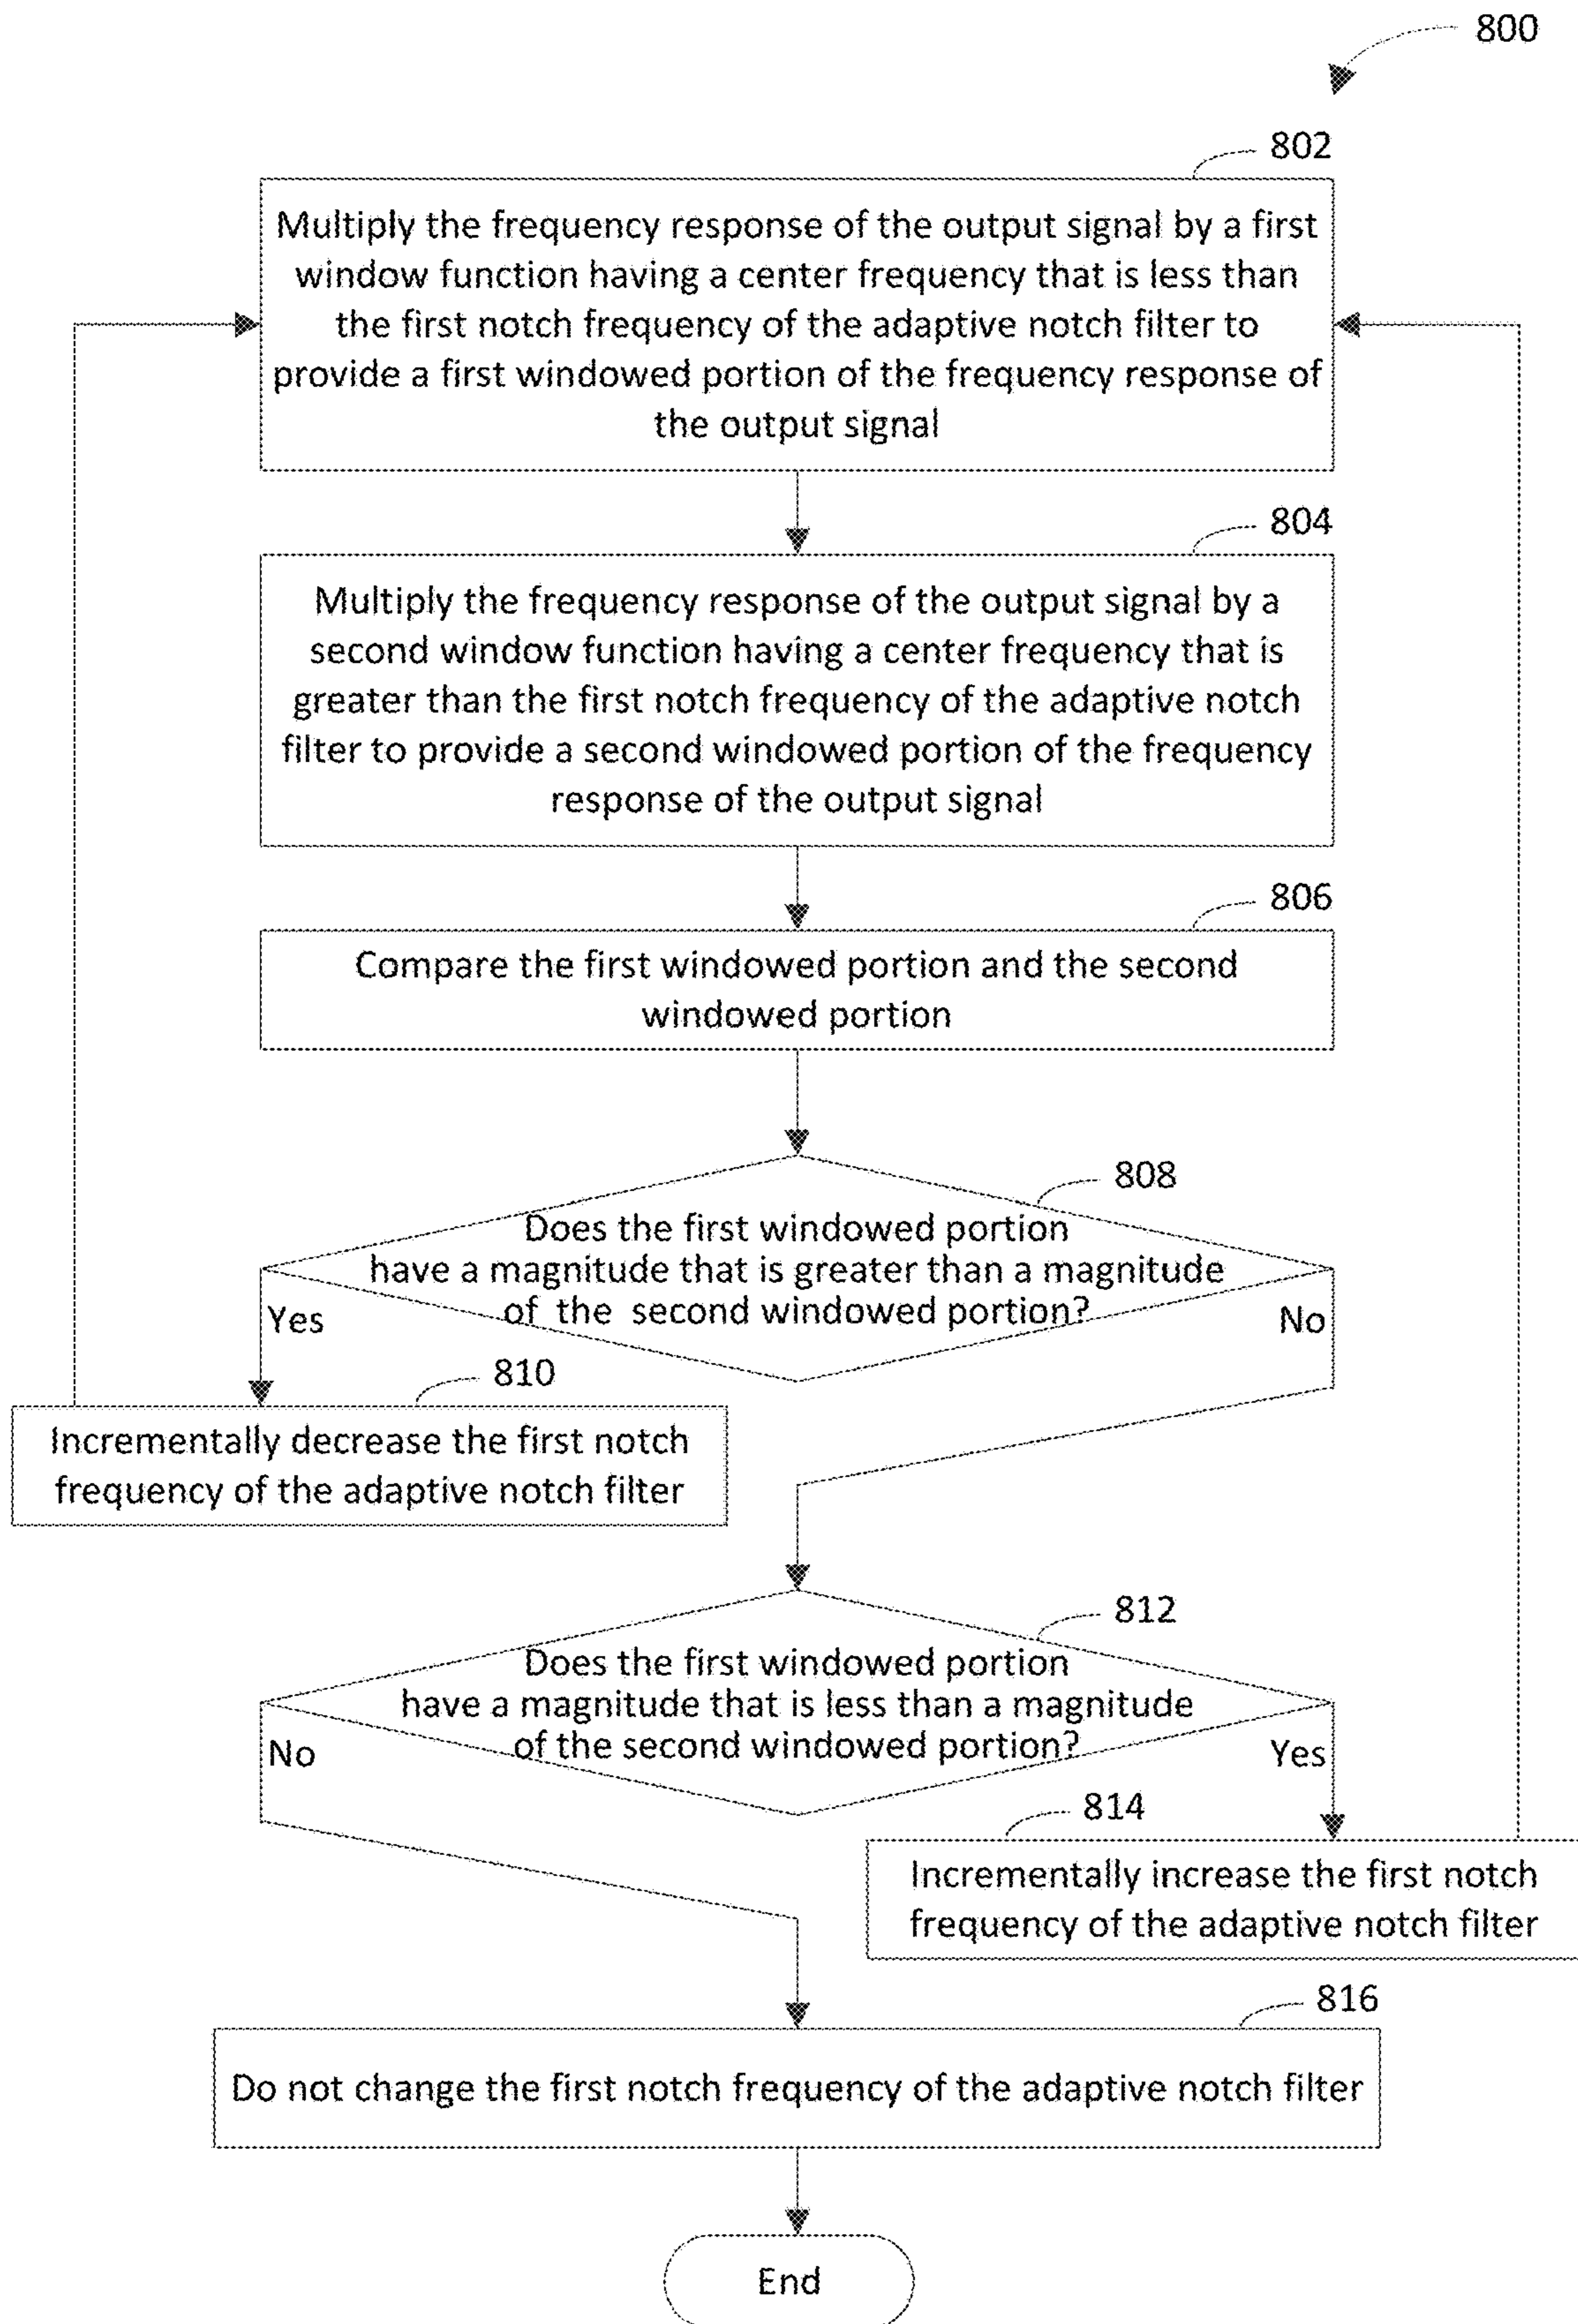 800
802
Multiply the frequency response of the output signal by a first
window function having a center frequency that is less than
the first notch frequency of the adaptive notch filter to
provide a first windowed portion of the frequency response of
the output signal
804
Multiply the frequency response of the output signal by a
second window function having a center frequency that is
greater than the first notch frequency of the adaptive notch
filter to provide a second windowed portion of the frequency
response of the output signal
806
Compare the first windowed portion and the second
windowed portion
808
Does the first windowed portion
have a magnitude that is greater than a magnitude
of the second windowed portion?
Yes
No
810
Incrementally decrease the first notch
frequency of the adaptive notch filter
812
Does the first windowed portion
have a magnitude that is less than a magnitude
of the second windowed portion?
No
Yes
814
Incrementally increase the first notch
frequency of the adaptive notch filter
816
Do not change the first notch frequency of the adaptive notch filter
End